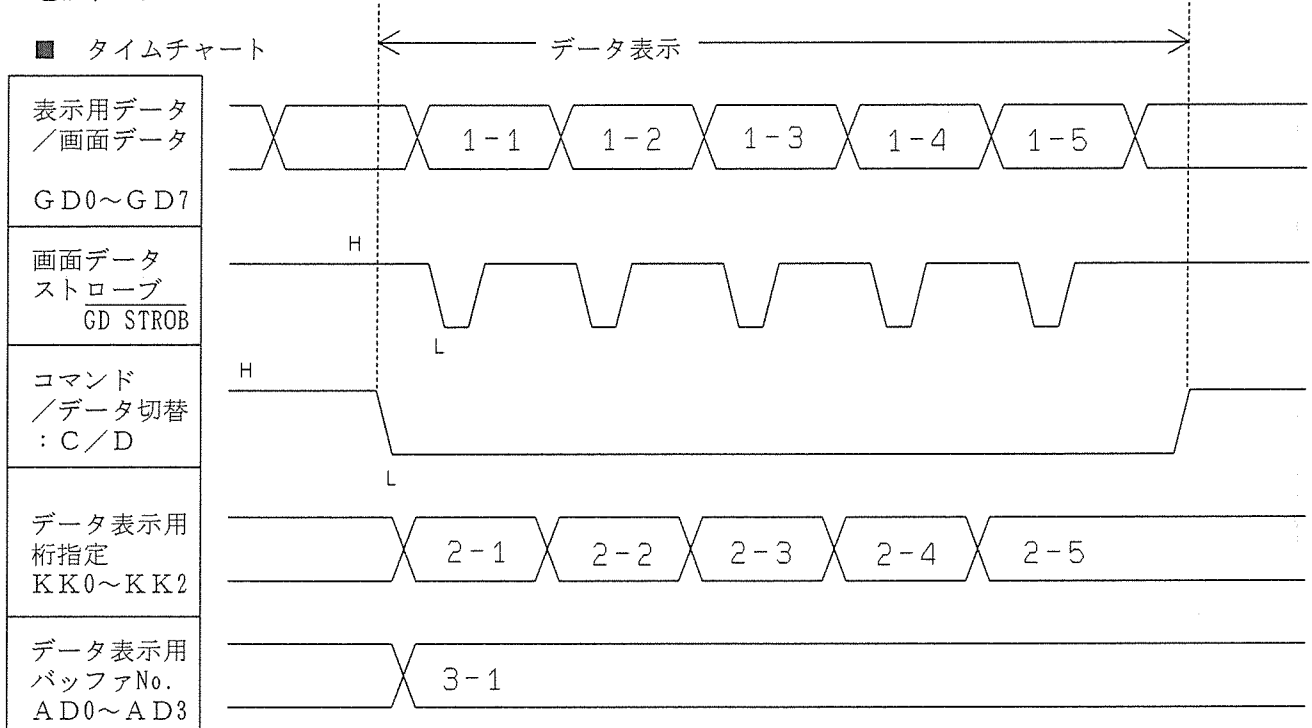 ■ タイムチャート
データ表示
表示用データ
／画面データ
GD0～GD7
1-1 1-2 1-3 1-4 1-5
画面データ
ストローブ
GD STROB
H
L
コマンド
／データ切替
：C／D
H
L
データ表示用
桁指定
KK0～KK2
2-1 2-2 2-3 2-4 2-5
データ表示用
バッファNo.
AD0～AD3
3-1